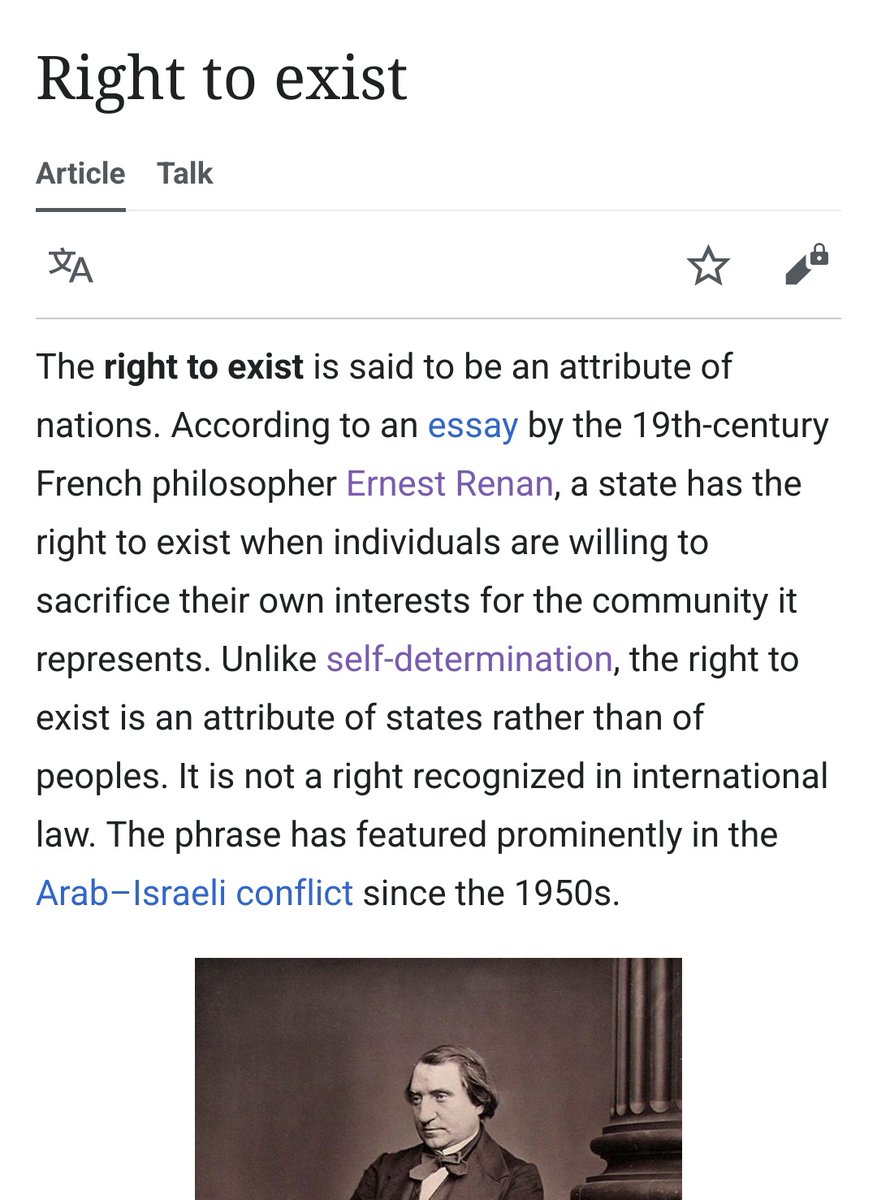 Right to exist
Article Talk
文A
The right to exist is said to be an attribute of
nations. According to an essay by the 19th-century
French philosopher Ernest Renan, a state has the
right to exist when individuals are willing to
sacrifice their own interests for the community it
represents. Unlike self-determination, the right to
exist is an attribute of states rather than of
peoples. It is not a right recognized in international
law. The phrase has featured prominently in the
Arab–Israeli conflict since the 1950s.